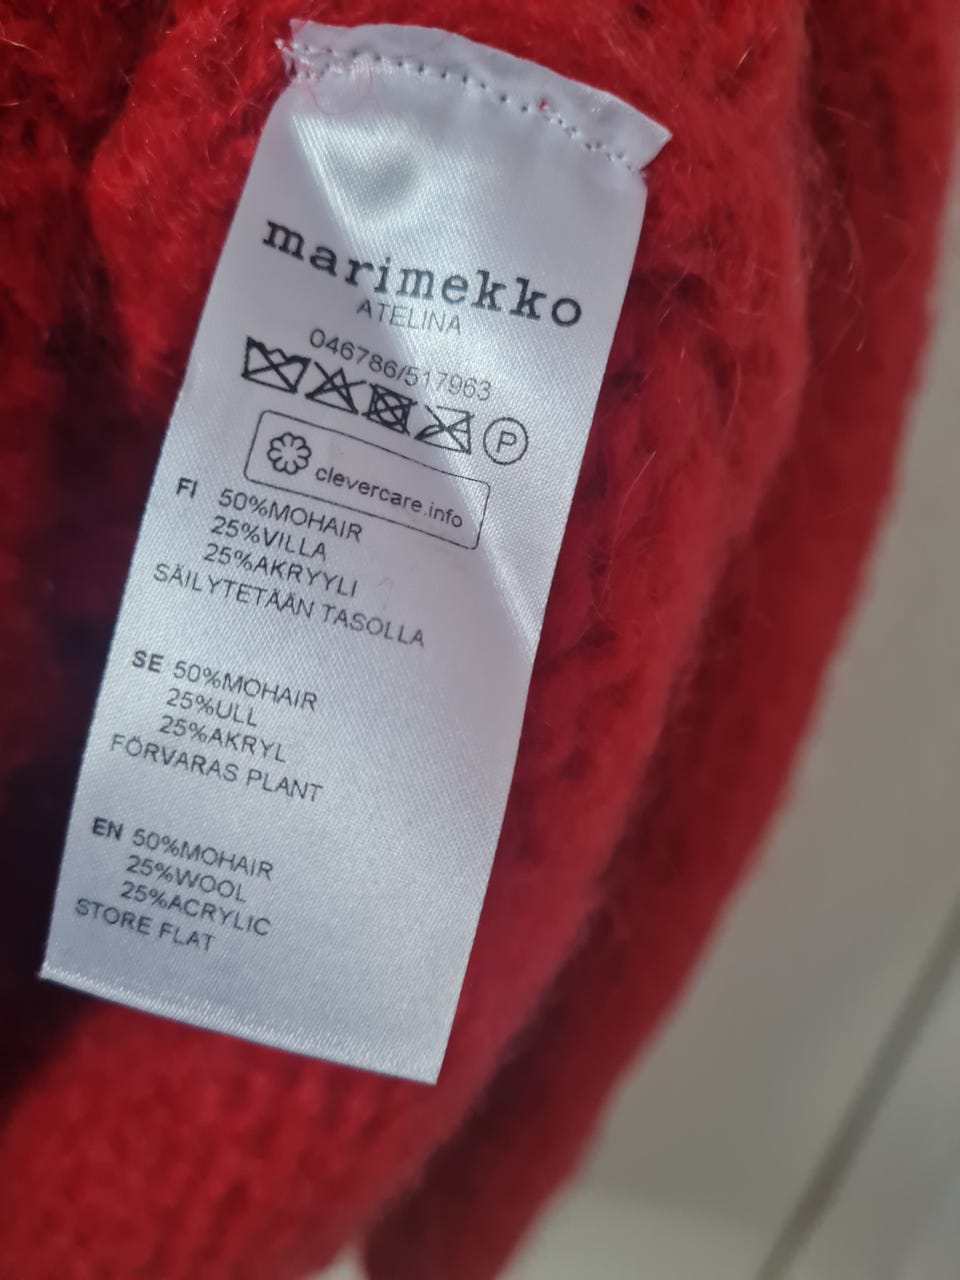 marimekko
ATELINA
046786/517963
P
clevercare.info
FI 50%MOHAIR
25%VILLA
25%AKRYYLI
SÄILYTETÄÄN TASOLLA
SE 50%MOHAIR
25%ULL
25%AKRYL
FÖRVARAS PLANT
EN 50%MOHAIR
25%WOOL
25%ACRYLIC
STORE FLAT